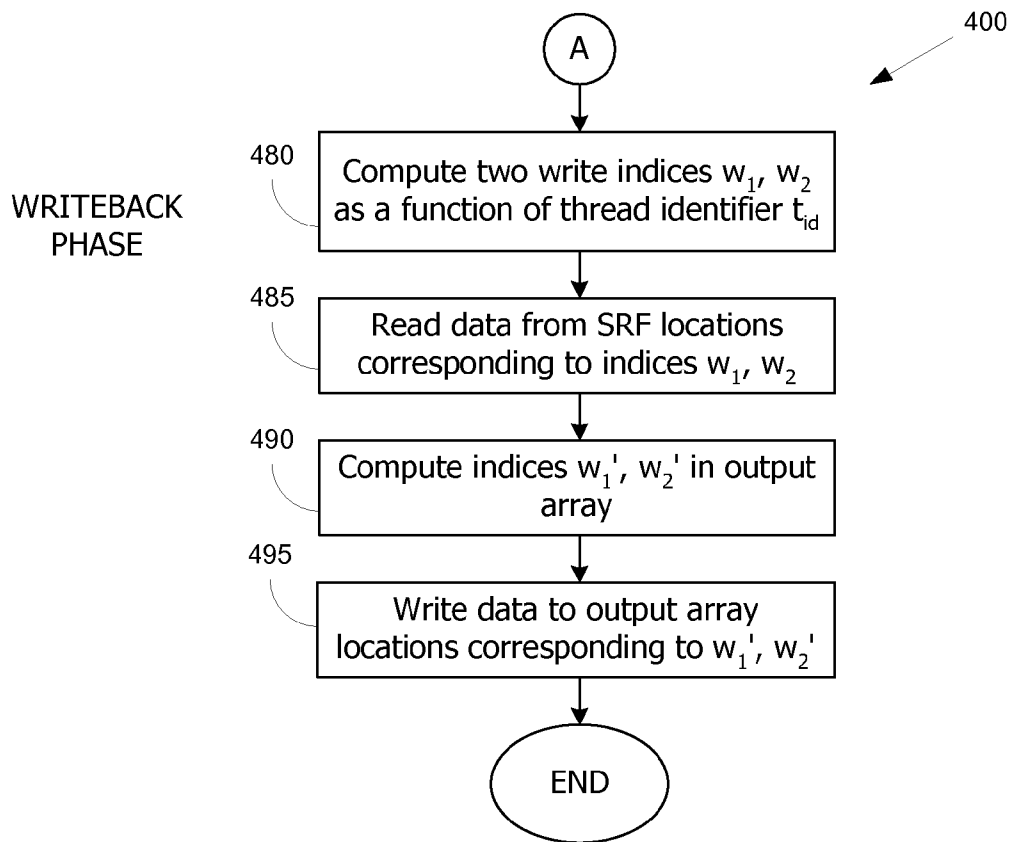 A
400
480
Compute two write indices w₁, w₂
as a function of thread identifier t_id
WRITEBACK
PHASE
485
Read data from SRF locations
corresponding to indices w₁, w₂
490
Compute indices w₁', w₂' in output
array
495
Write data to output array
locations corresponding to w₁', w₂'
END